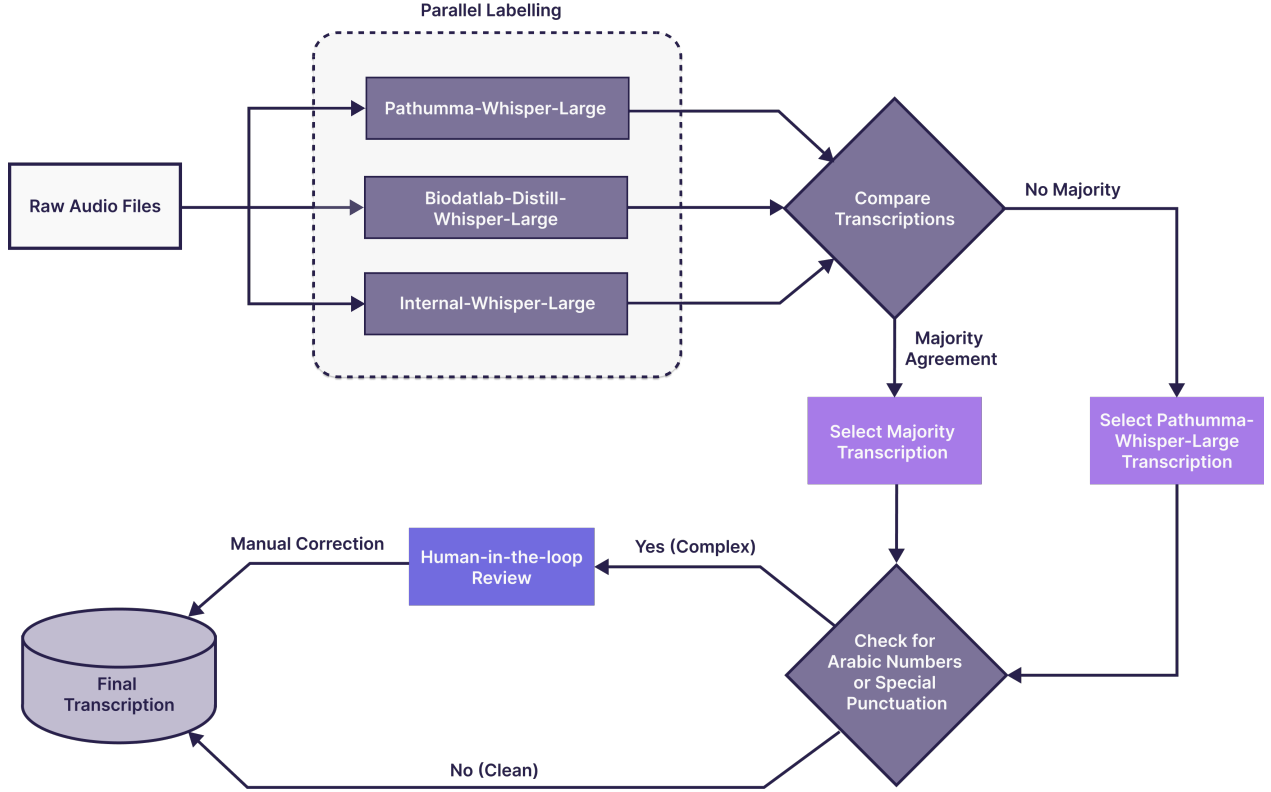 Parallel Labelling
Raw Audio Files
Pathumma-Whisper-Large
Biodatlab-Distill-
Whisper-Large
Internal-Whisper-Large
Compare
Transcriptions
No Majority
Majority
Agreement
Select Majority
Transcription
Select Pathumma-
Whisper-Large
Transcription
Check for
Arabic Numbers
or Special
Punctuation
Yes (Complex)
Human-in-the-loop
Review
Manual Correction
No (Clean)
Final
Transcription